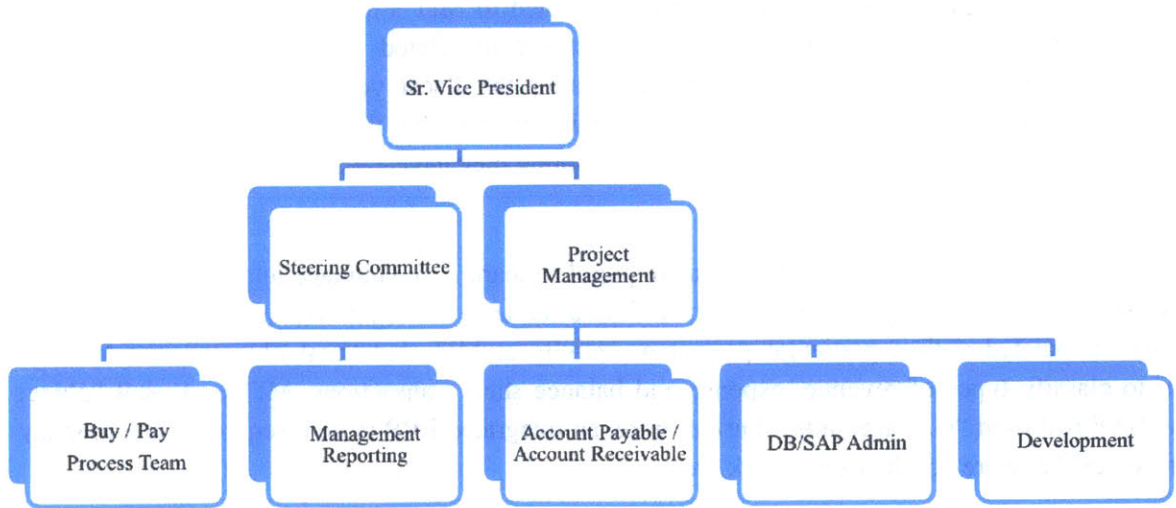 Sr. Vice President
Steering Committee
Project
Management
Buy / Pay
Process Team
Management
Reporting
Account Payable /
Account Receivable
DB/SAP Admin
Development